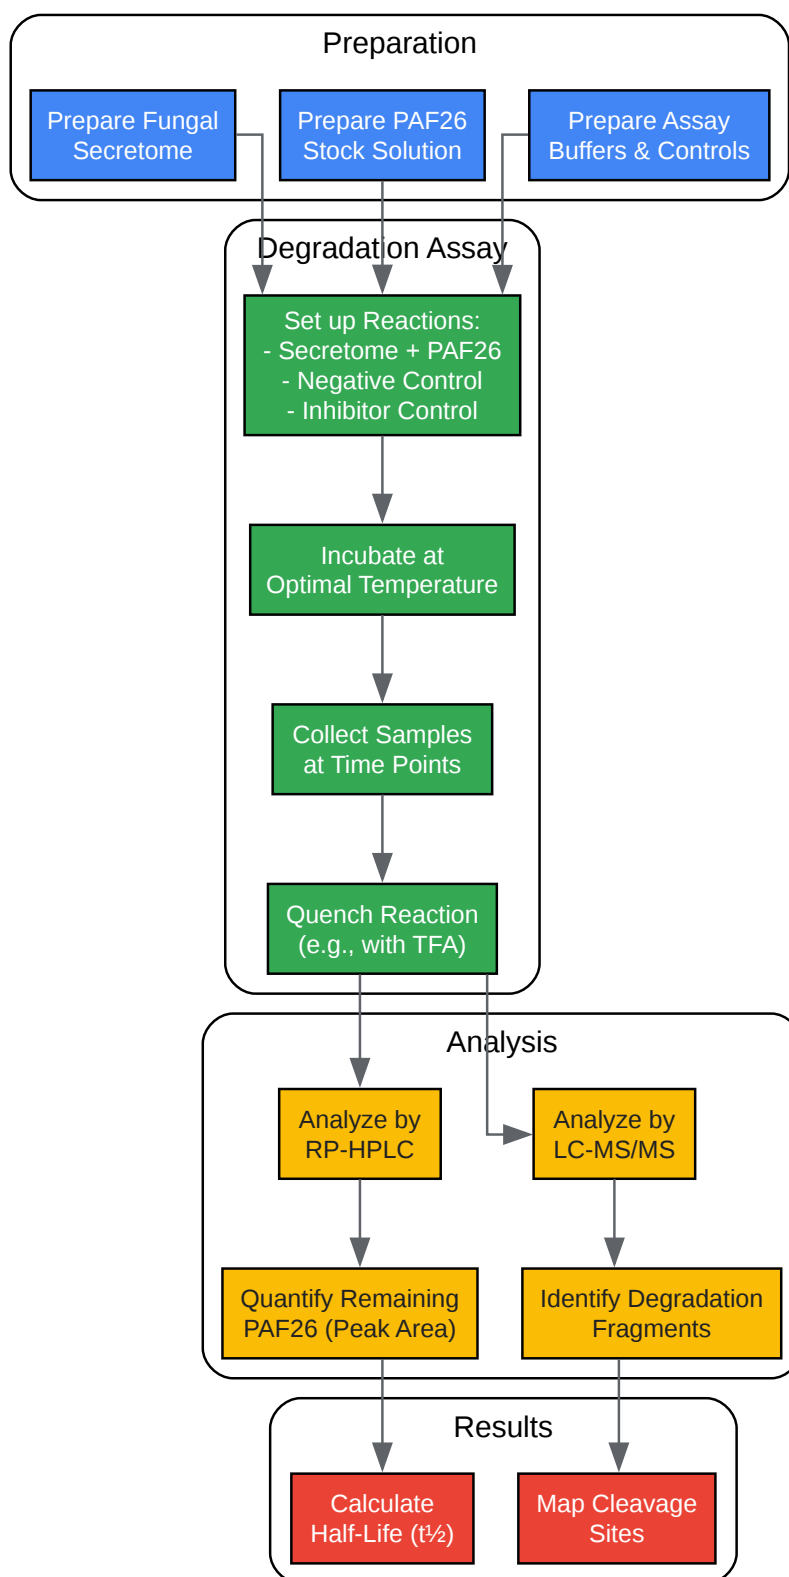 Preparation
Prepare Fungal
Secretome
Prepare PAF26
Stock Solution
Prepare Assay
Buffers & Controls
Degradation Assay
Set up Reactions:
- Secretome + PAF26
- Negative Control
- Inhibitor Control
Incubate at
Optimal Temperature
Collect Samples
at Time Points
Quench Reaction
(e.g., with TFA)
Analysis
Analyze by
RP-HPLC
Analyze by
LC-MS/MS
Quantify Remaining
PAF26 (Peak Area)
Identify Degradation
Fragments
Results
Calculate
Half-Life (t½)
Map Cleavage
Sites